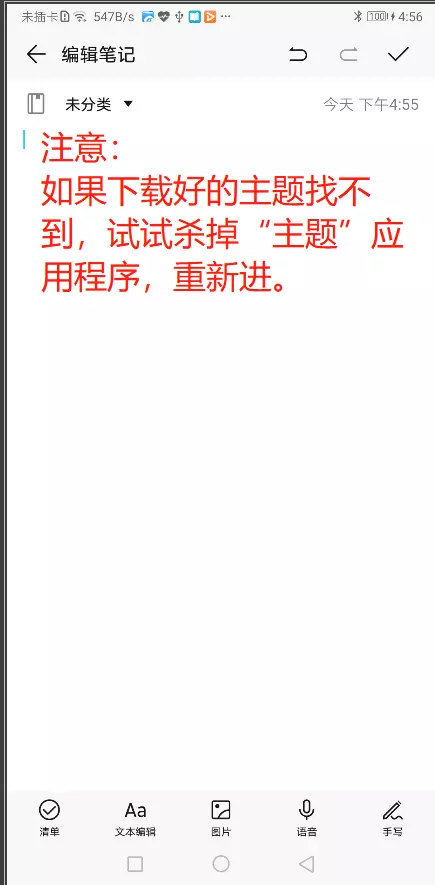 未插卡 547B/s ... 100 4:56
编辑笔记
未分类 今天 下午4:55
注意：
如果下载好的主题找不
到，试试杀掉“主题”应
用程序，重新进。
清单 Aa 文本编辑 图片 语音 手写